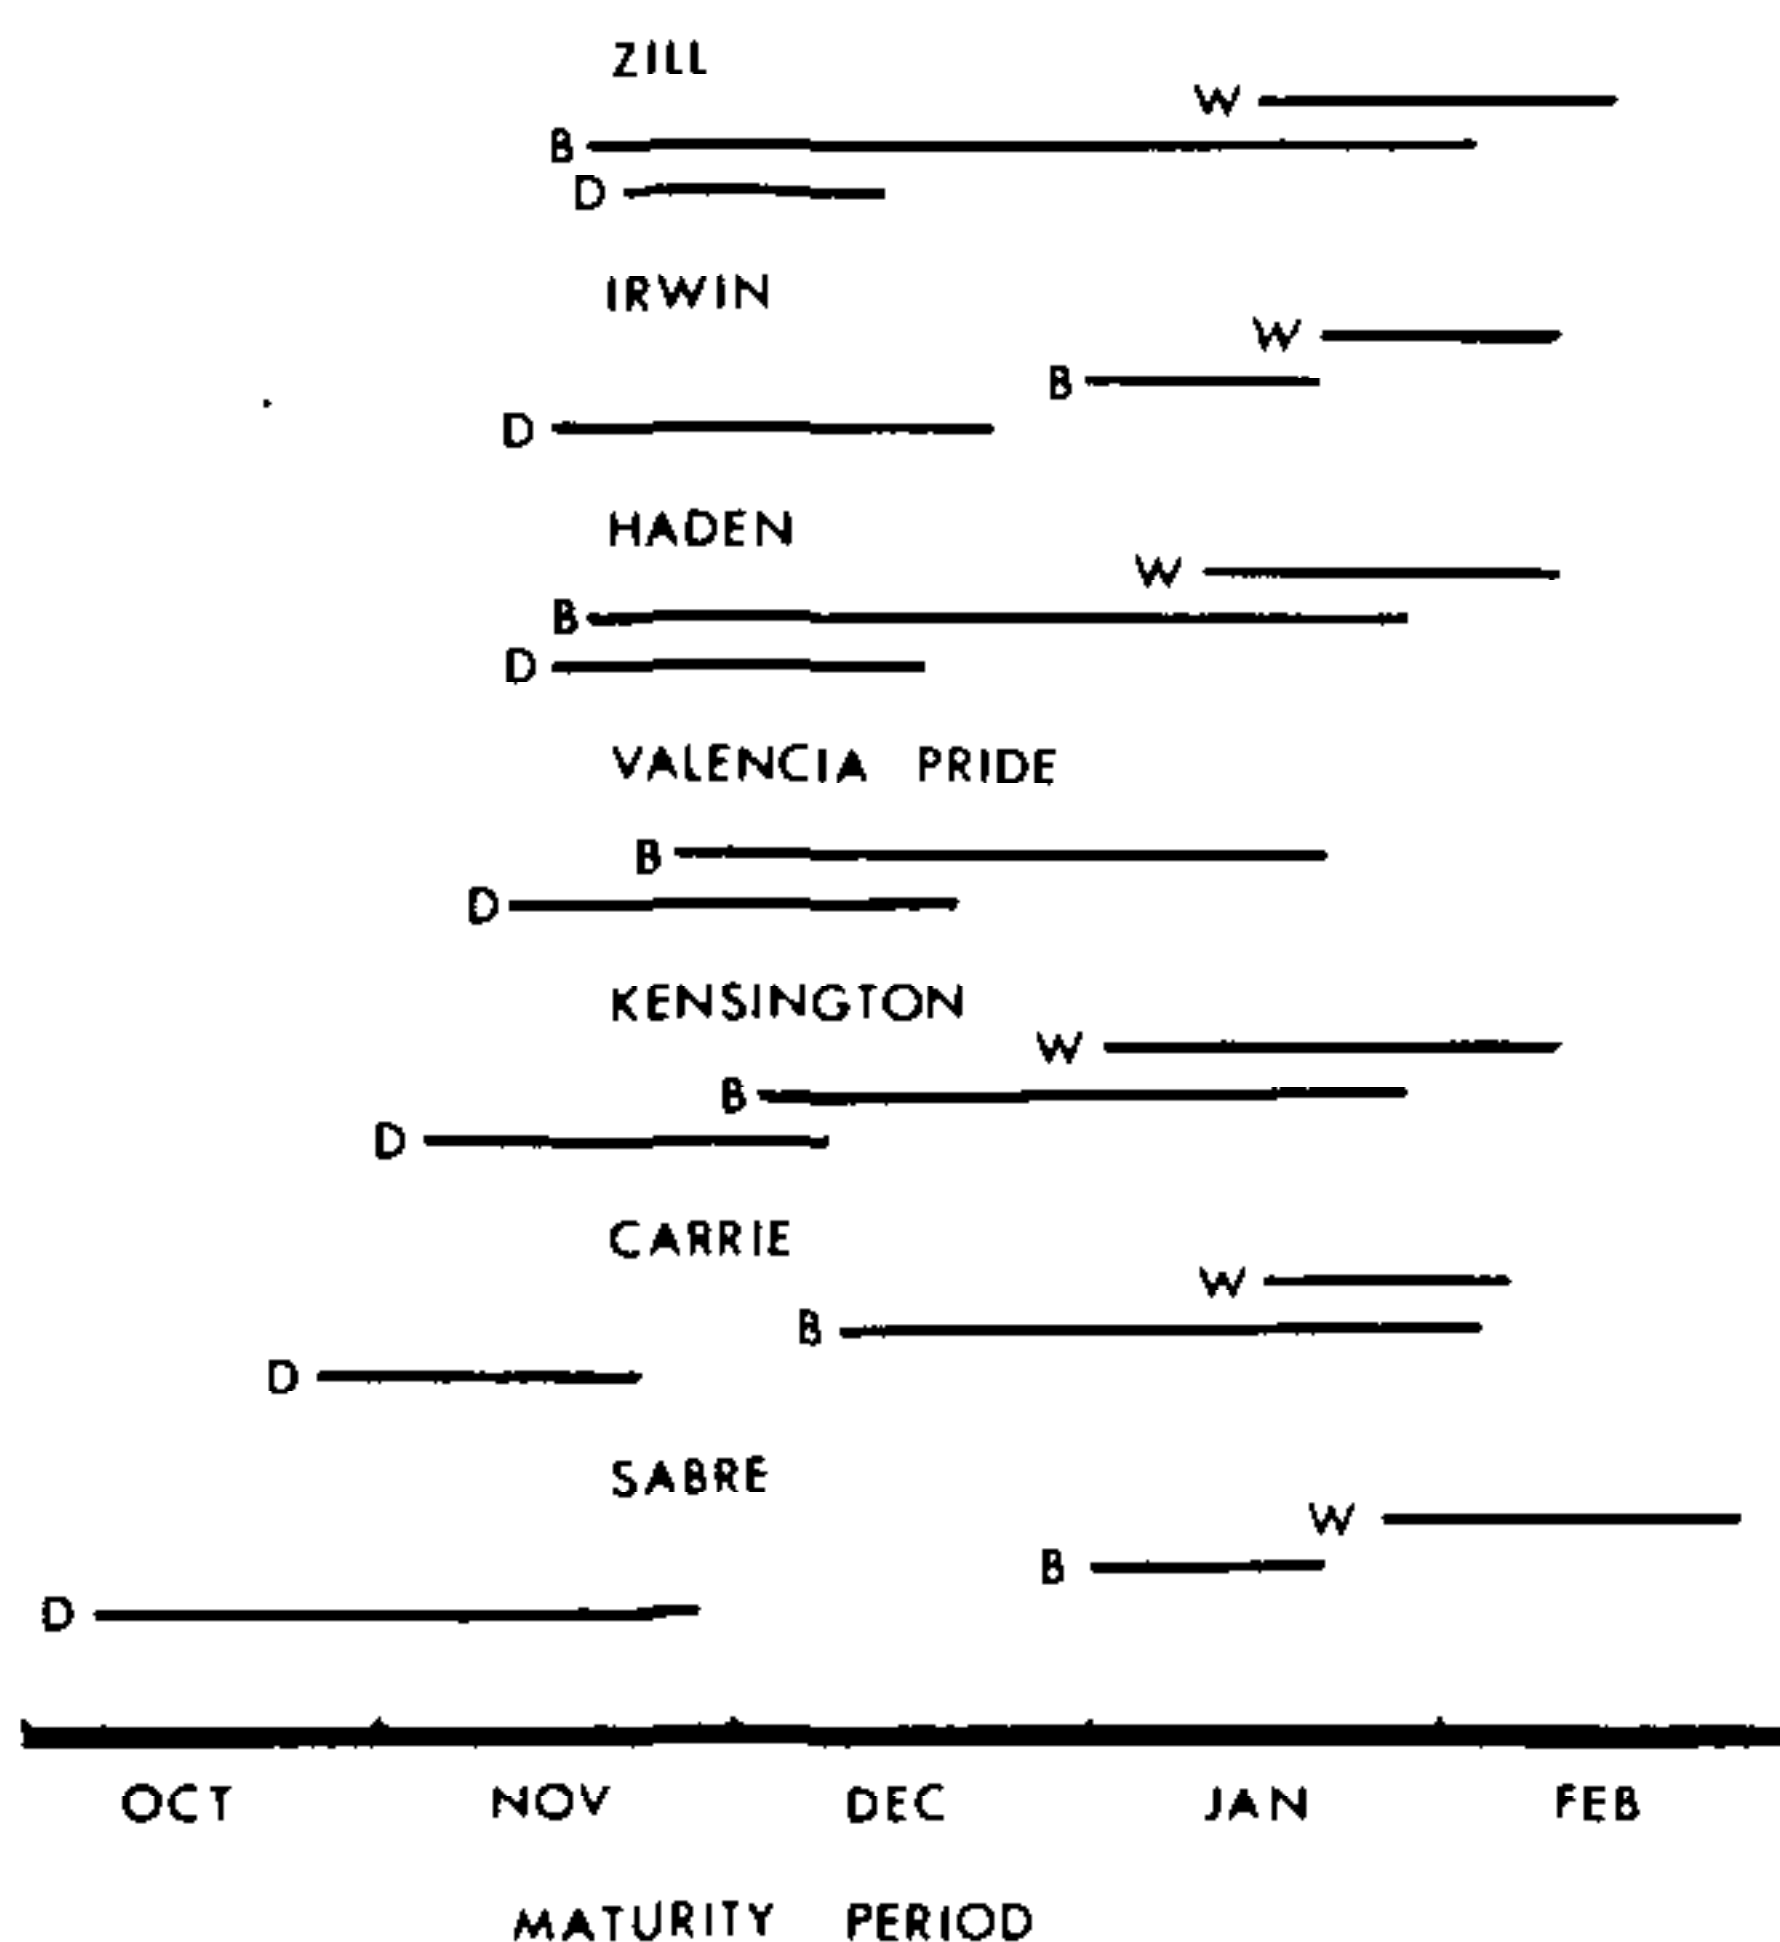 ZILL
W
B
D
IRWIN
W
B
D
HADEN
W
B
D
VALENCIA PRIDE
B
D
KENSINGTON
W
B
D
CARRIE
W
B
D
SABRE
W
B
D
OCT NOV DEC JAN FEB
MATURITY PERIOD